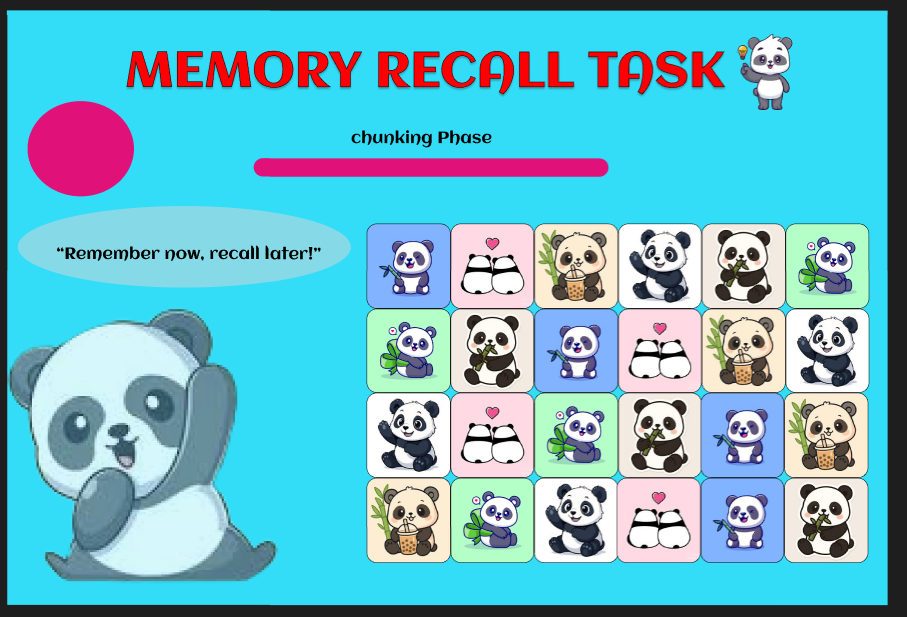 MEMORY RECALL TASK
chunking Phase
“Remember now, recall later!”